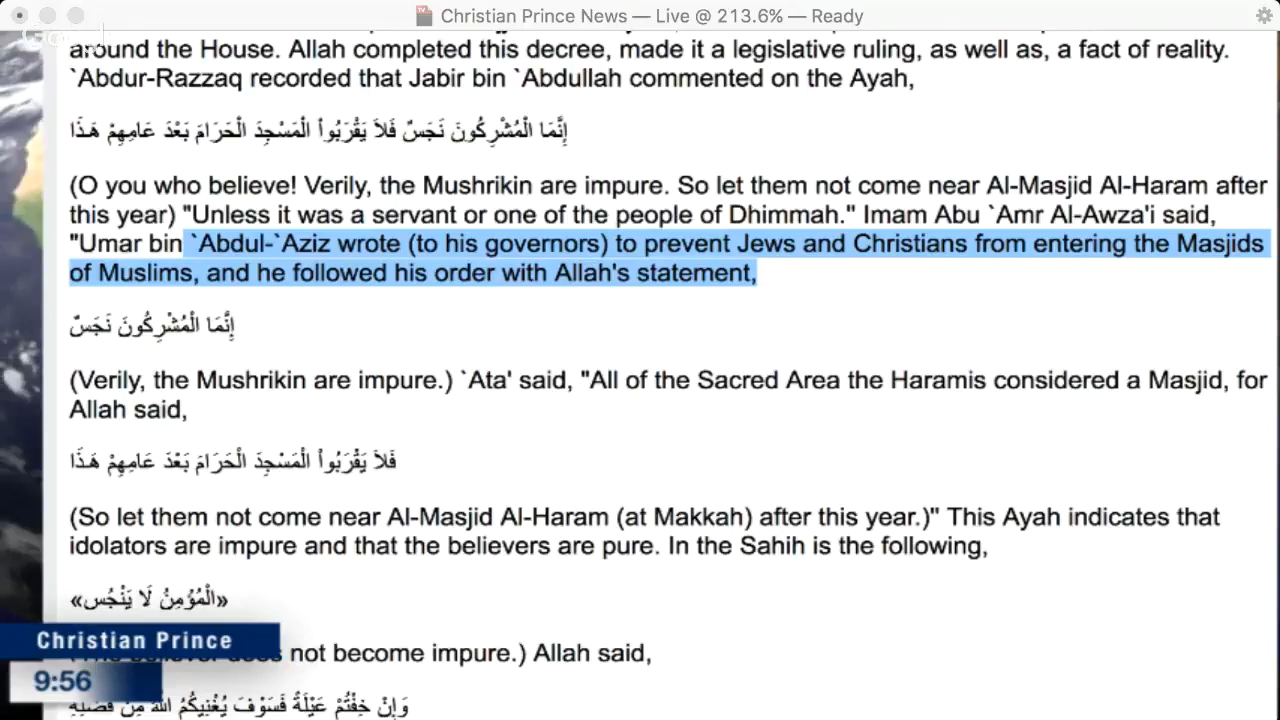 Christian Prince News — Live @ 213.6% — Ready
around the House. Allah completed this decree, made it a legislative ruling, as well as, a fact of reality.
`Abdur-Razzaq recorded that Jabir bin `Abdullah commented on the Ayah,
إِنَّمَا الْمُشْرِكُونَ نَجَسٌ فَلاَ يَقْرَبُواْ الْمَسْجِدَ الْحَرَامَ بَعْدَ عَامِهِمْ هَـذَا
(O you who believe! Verily, the Mushrikin are impure. So let them not come near Al-Masjid Al-Haram after
this year) "Unless it was a servant or one of the people of Dhimmah." Imam Abu `Amr Al-Awza'i said,
"Umar bin `Abdul-`Aziz wrote (to his governors) to prevent Jews and Christians from entering the Masjids
of Muslims, and he followed his order with Allah's statement,
إِنَّمَا الْمُشْرِكُونَ نَجَسٌ
(Verily, the Mushrikin are impure.) `Ata' said, "All of the Sacred Area the Haramis considered a Masjid, for
Allah said,
فَلاَ يَقْرَبُواْ الْمَسْجِدَ الْحَرَامَ بَعْدَ عَامِهِمْ هَـذَا
(So let them not come near Al-Masjid Al-Haram (at Makkah) after this year.)" This Ayah indicates that
idolators are impure and that the believers are pure. In the Sahih is the following,
«الْمُؤْمِنُ لَا يَنْجُس»
not become impure.) Allah said,
وَإِنْ خِفْتُمْ عَيْلَةً فَسَوْفَ يُغْنِيكُمُ اللَّهُ مِن فَضْلِهِ
Christian Prince
9:56